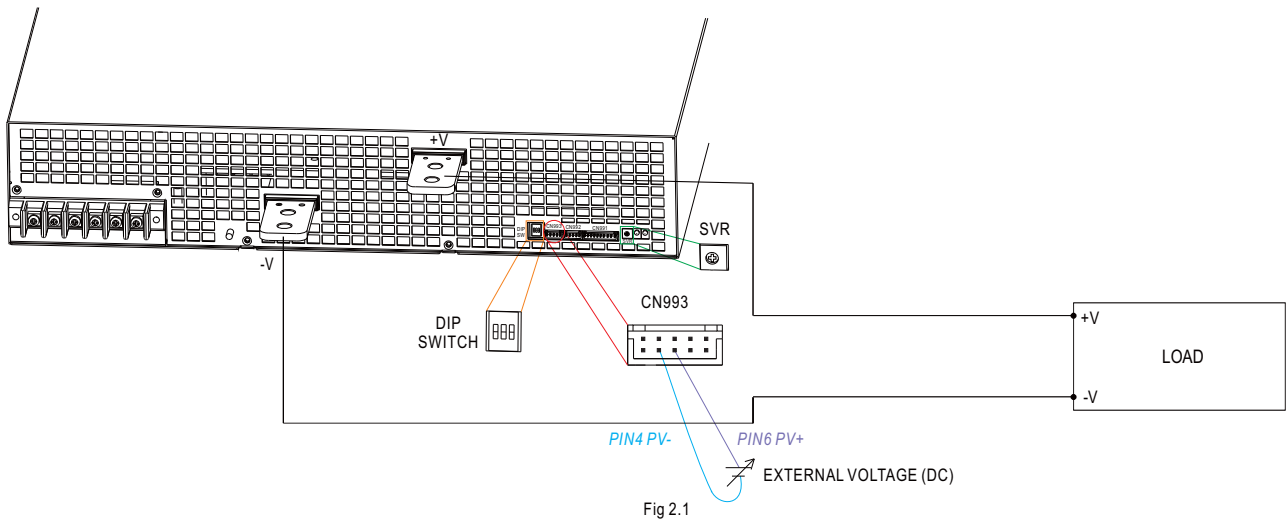 +V
-V
DIP
SW
CN993
CN992
CN991
SVR
CN993
DIP
SWITCH
+V
LOAD
-V
PIN4 PV-
PIN6 PV+
EXTERNAL VOLTAGE (DC)
Fig 2.1